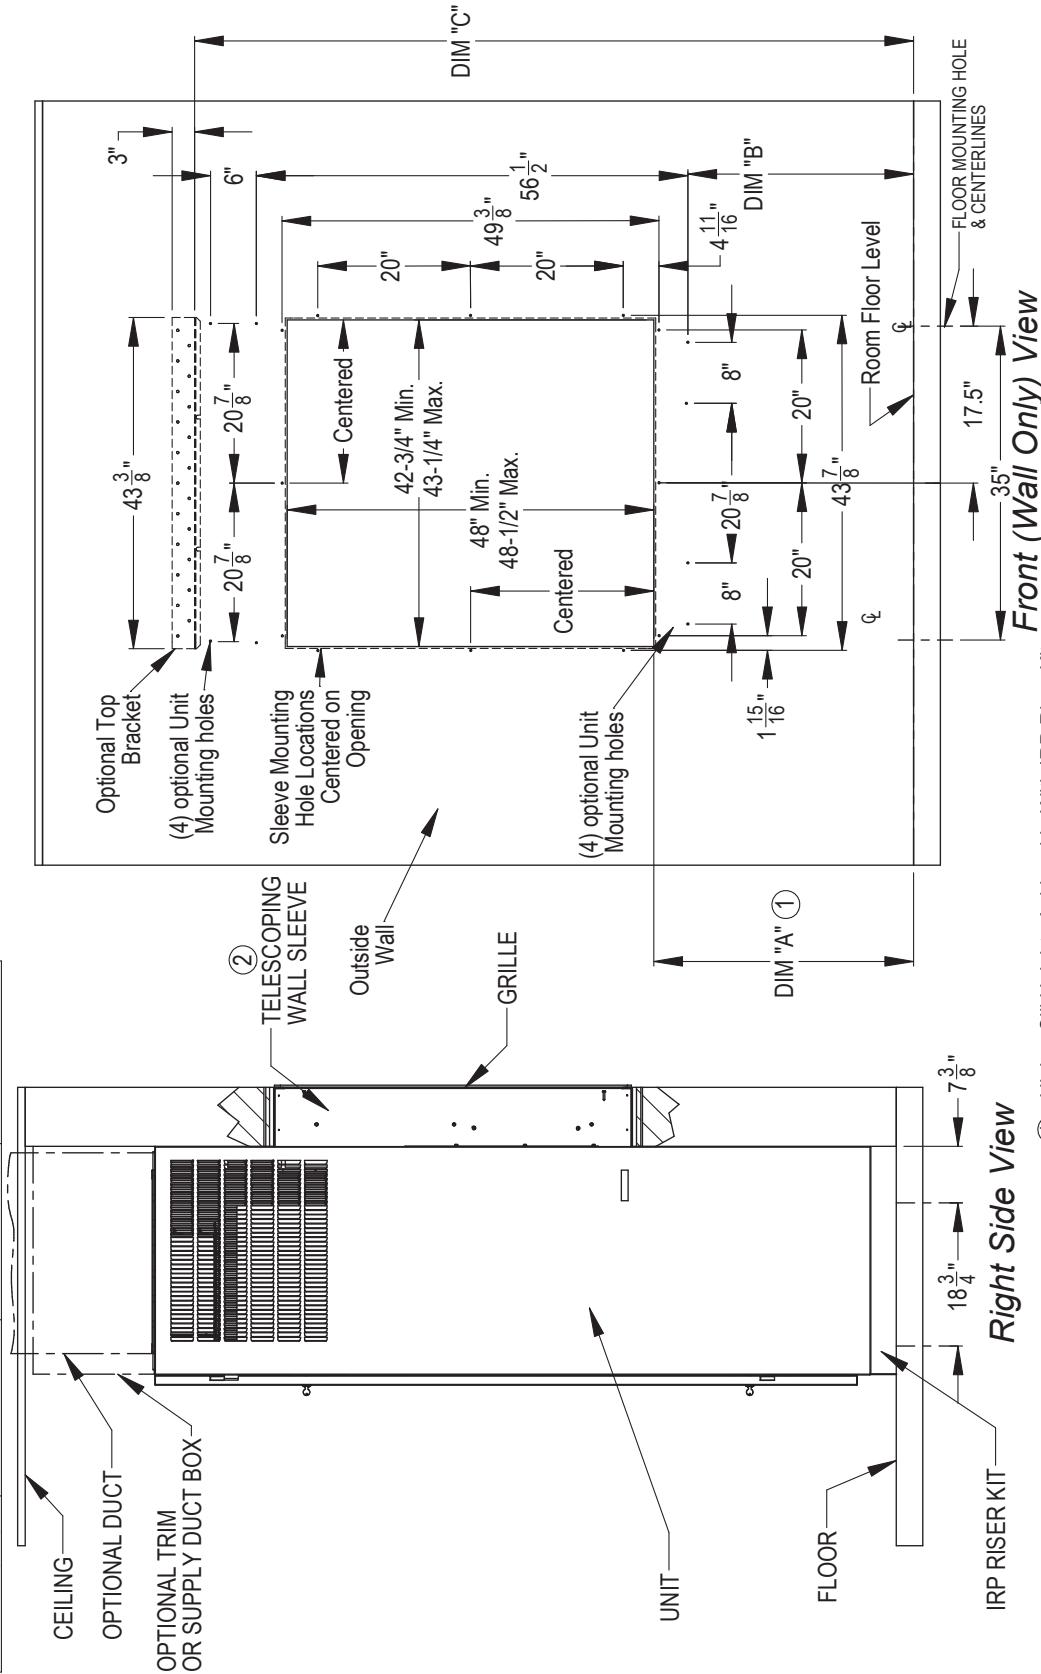 CEILING
OPTIONAL DUCT
OPTIONAL TRIM
OR SUPPLY DUCT BOX
UNIT
FLOOR
IRP RISER KIT
② TELESCOPING
WALL SLEEVE
GRILLE
18 3/4"
7 3/8"
Right Side View
Optional Top
Bracket
(4) optional Unit
Mounting holes
Sleeve Mounting
Hole Locations
Centered on
Opening
Outside
Wall
(4) optional Unit
Mounting holes
DIM "A" ①
43 3/8"
3"
20 7/8"
20 7/8"
6"
Centered
42-3/4" Min.
43-1/4" Max.
48" Min.
48-1/2" Max.
Centered
20"
20"
49 3/8"
56 1/2"
DIM "C"
DIM "B"
4 11/16"
8"
20 7/8"
8"
20"
20"
1 15/16"
43 7/8"
Room Floor Level
℄
℄
17.5"
35"
FLOOR MOUNTING HOLE
& CENTERLINES
Front (Wall Only) View